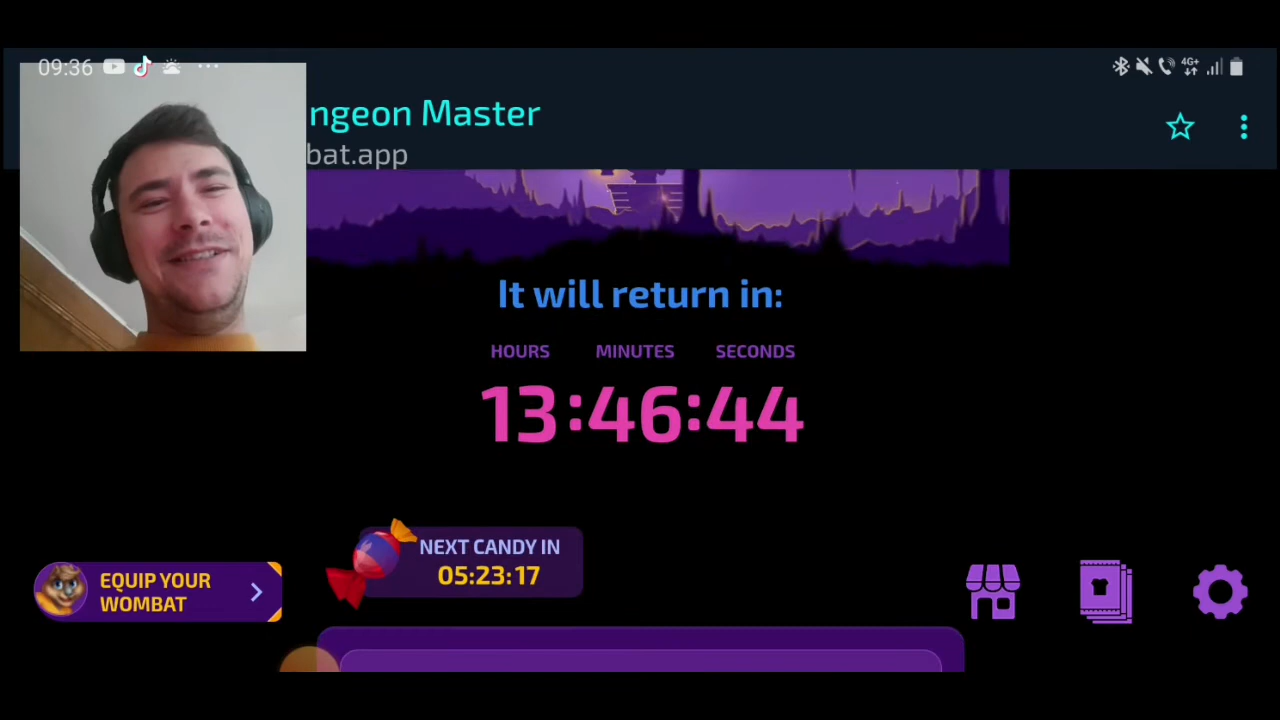 09:36 ...
4G+
ngeon Master
bat.app
It will return in:
HOURS MINUTES SECONDS
13:46:44
NEXT CANDY IN
05:23:17
EQUIP YOUR
WOMBAT